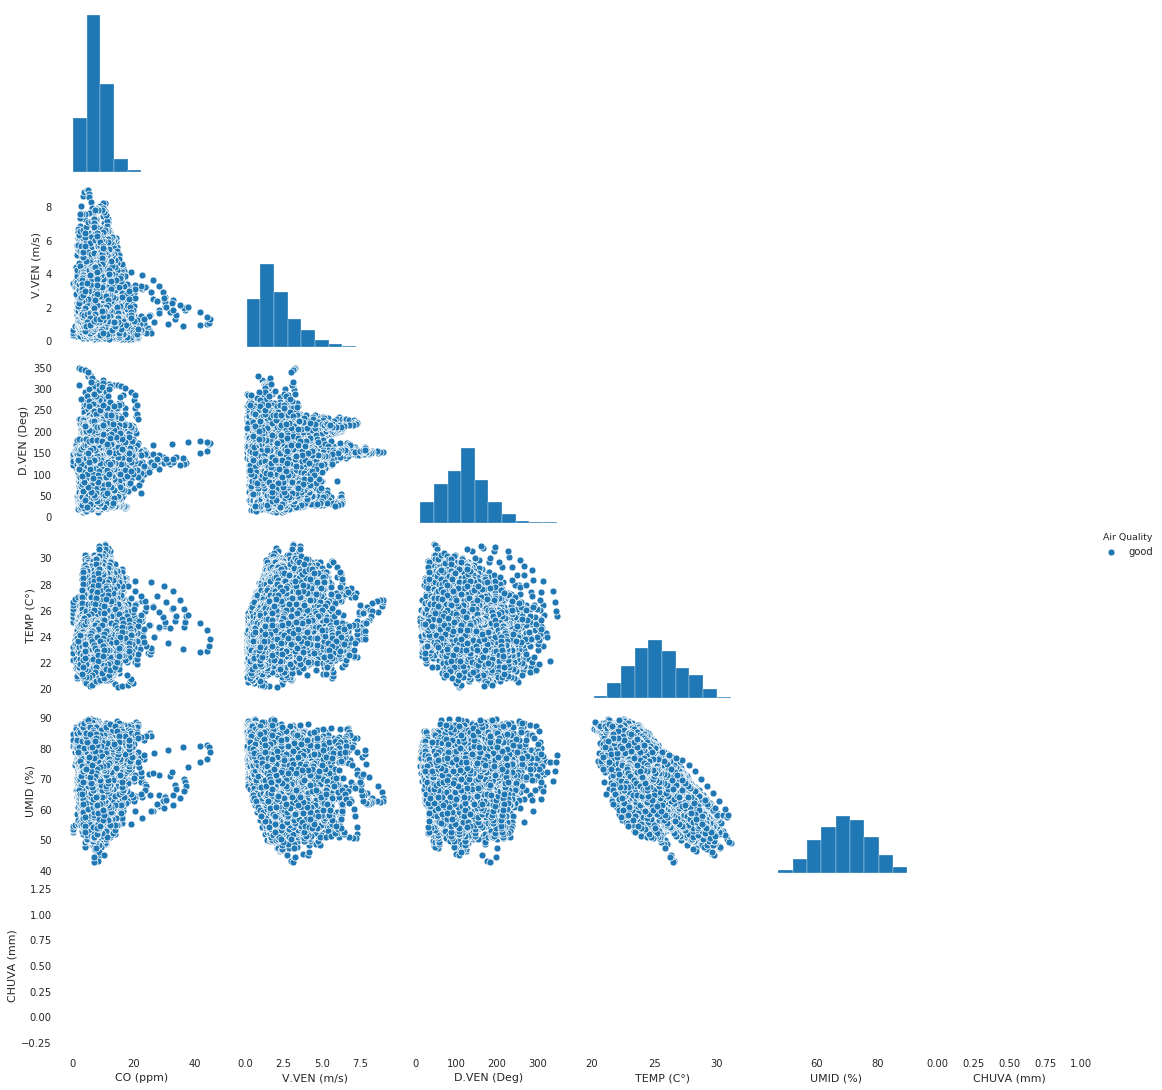 8
6
4
2
0
V.VEN (m/s)
350
300
250
200
150
100
50
0
D.VEN (Deg)
30
28
26
24
22
20
TEMP (C°)
Air Quality
good
90
80
70
60
50
40
UMID (%)
1.25
1.00
0.75
0.50
0.25
0.00
−0.25
CHUVA (mm)
0 20 40
CO (ppm)
0.0 2.5 5.0 7.5
V.VEN (m/s)
0 100 200 300
D.VEN (Deg)
20 25 30
TEMP (C°)
60 80
UMID (%)
0.00 0.25 0.50 0.75 1.00
CHUVA (mm)